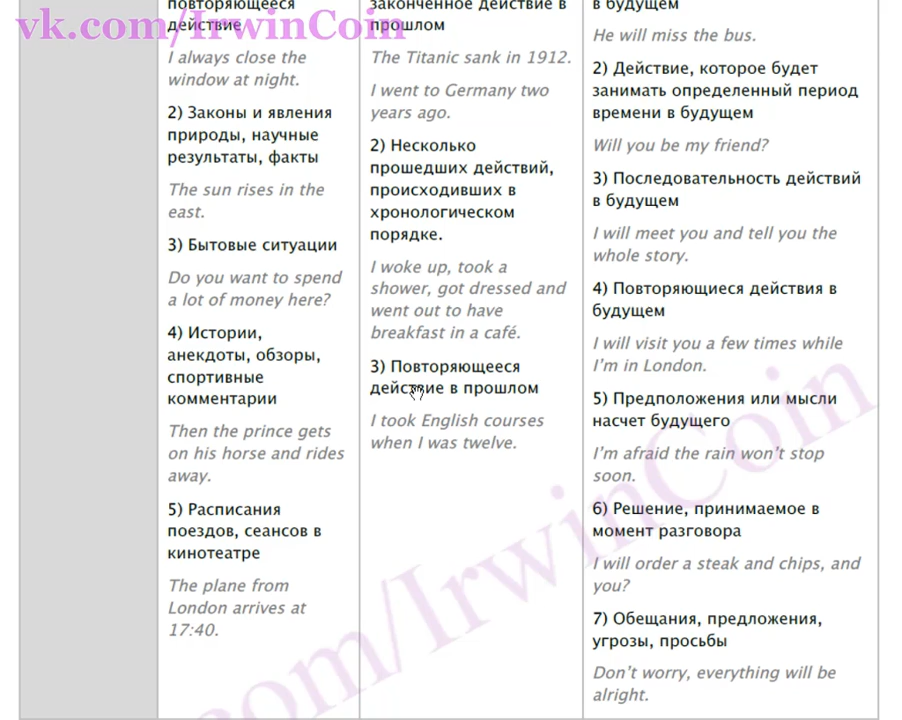 повторяющееся
действие
I always close the
window at night.
2) Законы и явления
природы, научные
результаты, факты
The sun rises in the
east.
3) Бытовые ситуации
Do you want to spend
a lot of money here?
4) Истории,
анекдоты, обзоры,
спортивные
комментарии
Then the prince gets
on his horse and rides
away.
5) Расписания
поездов, сеансов в
кинотеатре
The plane from
London arrives at
17:40.
законченное действие в
прошлом
The Titanic sank in 1912.
I went to Germany two
years ago.
2) Несколько
прошедших действий,
происходивших в
хронологическом
порядке.
I woke up, took a
shower, got dressed and
went out to have
breakfast in a café.
3) Повторяющееся
действие в прошлом
I took English courses
when I was twelve.
в будущем
He will miss the bus.
2) Действие, которое будет
занимать определенный период
времени в будущем
Will you be my friend?
3) Последовательность действий
в будущем
I will meet you and tell you the
whole story.
4) Повторяющиеся действия в
будущем
I will visit you a few times while
I’m in London.
5) Предположения или мысли
насчет будущего
I’m afraid the rain won’t stop
soon.
6) Решение, принимаемое в
момент разговора
I will order a steak and chips, and
you?
7) Обещания, предложения,
угрозы, просьбы
Don’t worry, everything will be
alright.
vk.com/IrwinCoin
com/IrwinCoin